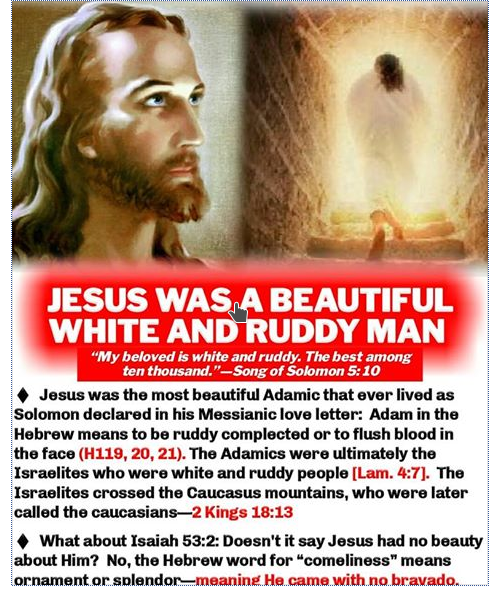 JESUS WAS A BEAUTIFUL
WHITE AND RUDDY MAN
“My beloved is white and ruddy. The best among
ten thousand.”—Song of Solomon 5:10
♦ Jesus was the most beautiful Adamic that ever lived as
Solomon declared in his Messianic love letter: Adam in the
Hebrew means to be ruddy complected or to flush blood in
the face (H119, 20, 21). The Adamics were ultimately the
Israelites who were white and ruddy people [Lam. 4:7]. The
Israelites crossed the Caucasus mountains, who were later
called the caucasians—2 Kings 18:13
♦ What about Isaiah 53:2: Doesn't it say Jesus had no beauty
about Him? No, the Hebrew word for “comeliness” means
ornament or splendor—meaning He came with no bravado.